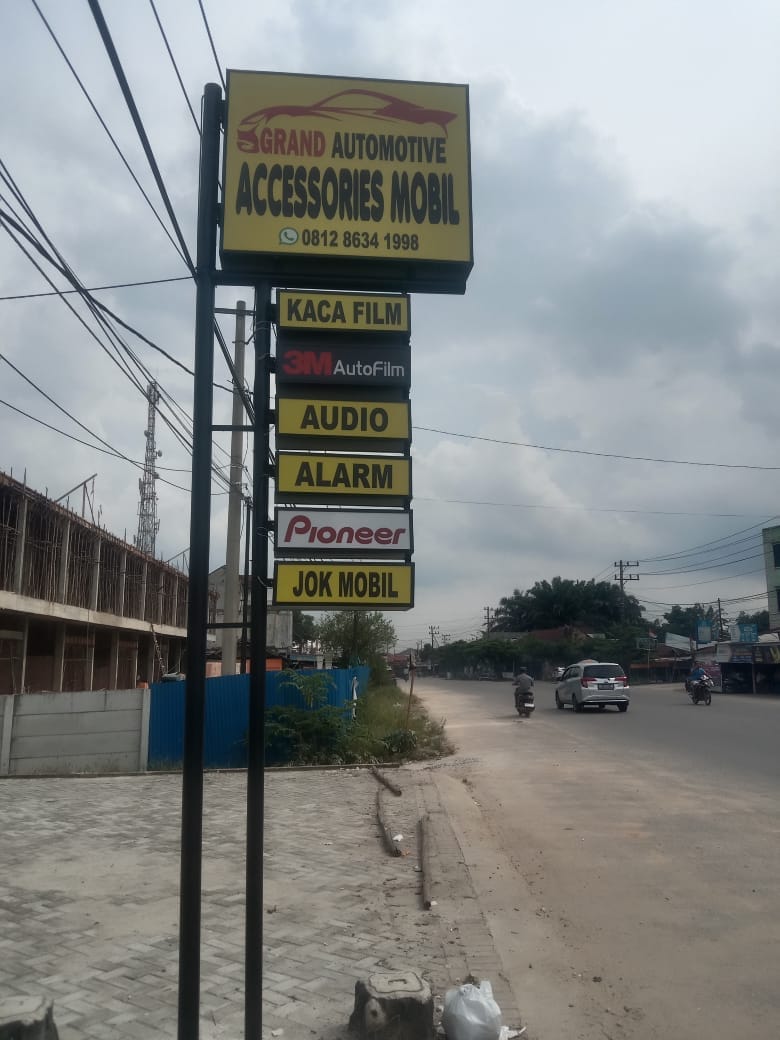 GRAND AUTOMOTIVE
ACCESSORIES MOBIL
0812 8634 1998
KACA FILM
3M AutoFilm
AUDIO
ALARM
Pioneer
JOK MOBIL